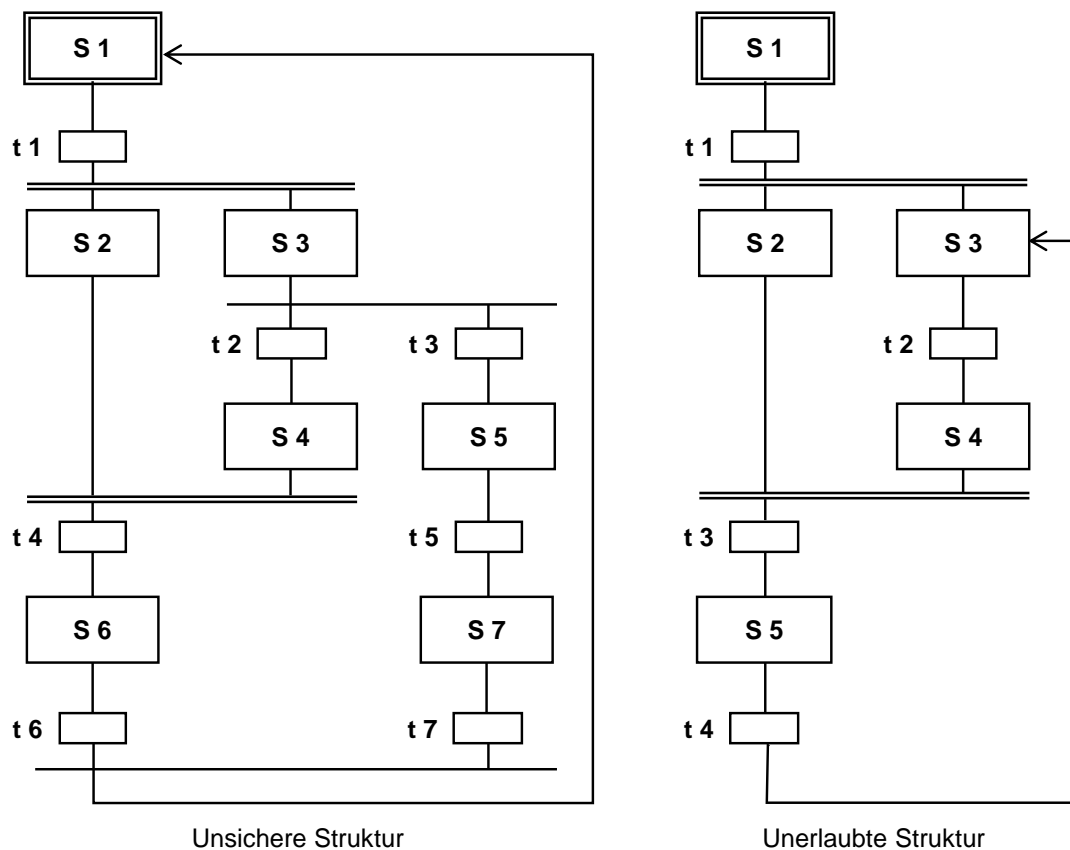 S 1
t 1
S 2 S 3
t 2 t 3
S 4 S 5
t 4 t 5
S 6 S 7
t 6 t 7
Unsichere Struktur
S 1
t 1
S 2 S 3
t 2
S 4
t 3
S 5
t 4
Unerlaubte Struktur